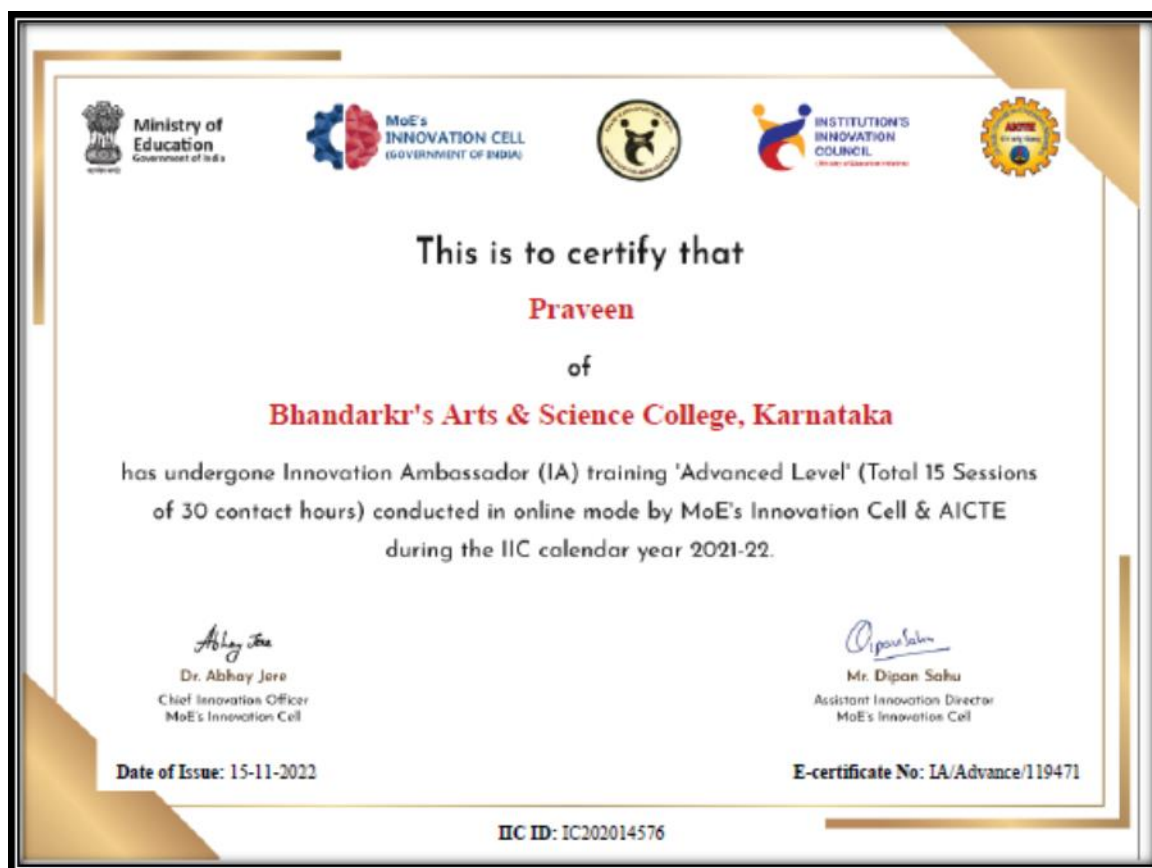 Ministry of
Education
Government of India
MoE's
INNOVATION CELL
(GOVERNMENT OF INDIA)
INSTITUTION'S
INNOVATION
COUNCIL
AICTE
This is to certify that
Praveen
of
Bhandarkr's Arts & Science College, Karnataka
has undergone Innovation Ambassador (IA) training 'Advanced Level' (Total 15 Sessions
of 30 contact hours) conducted in online mode by MoE's Innovation Cell & AICTE
during the IIC calendar year 2021-22.
Abhay Jere
DipanSahu
Dr. Abhay Jere
Mr. Dipan Sahu
Chief Innovation Officer
Assistant Innovation Director
MoE's Innovation Cell
MoE's Innovation Cell
Date of Issue: 15-11-2022
E-certificate No: IA/Advance/119471
IIC ID: IC202014576